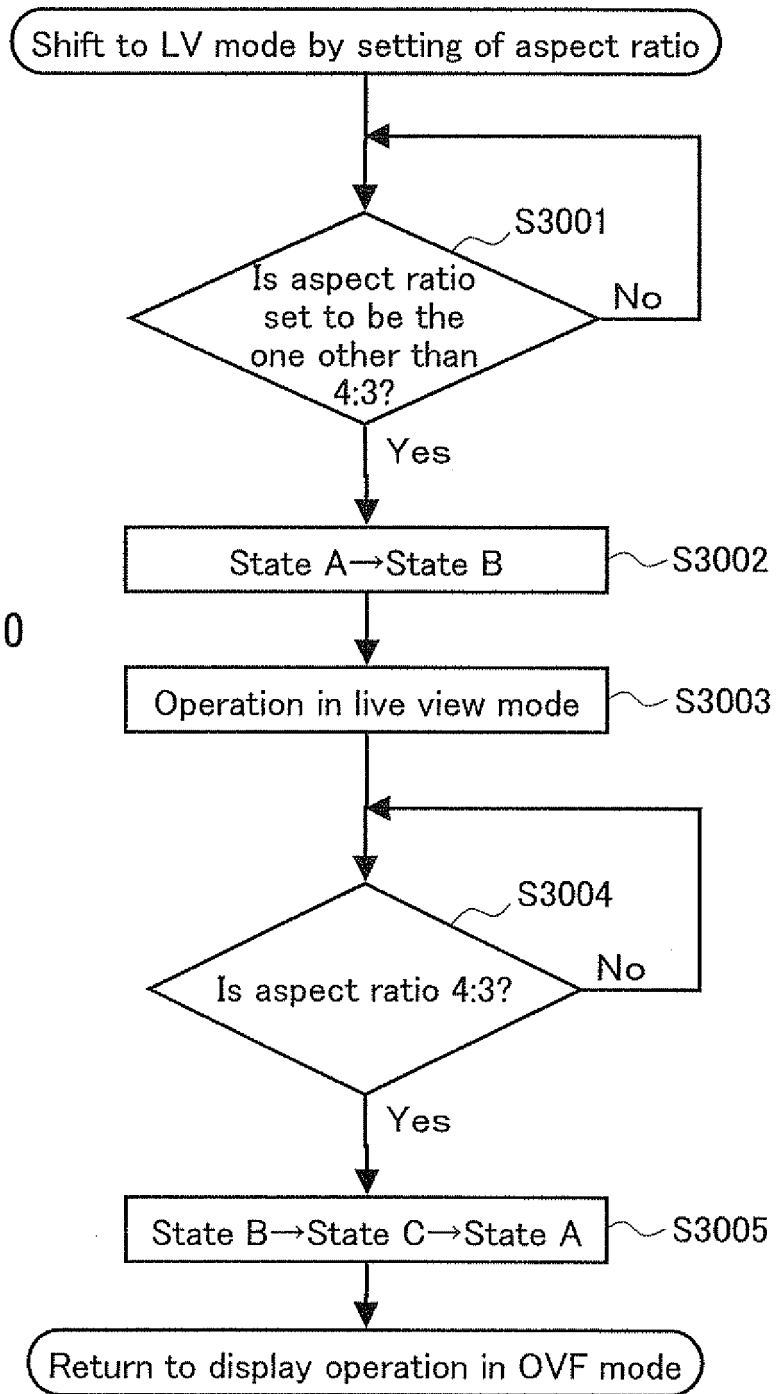 Shift to LV mode by setting of aspect ratio
S3001
Is aspect ratio
set to be the
one other than
4:3?
No
Yes
State A→State B
S3002
0
Operation in live view mode
S3003
S3004
Is aspect ratio 4:3?
No
Yes
State B→State C→State A
S3005
Return to display operation in OVF mode